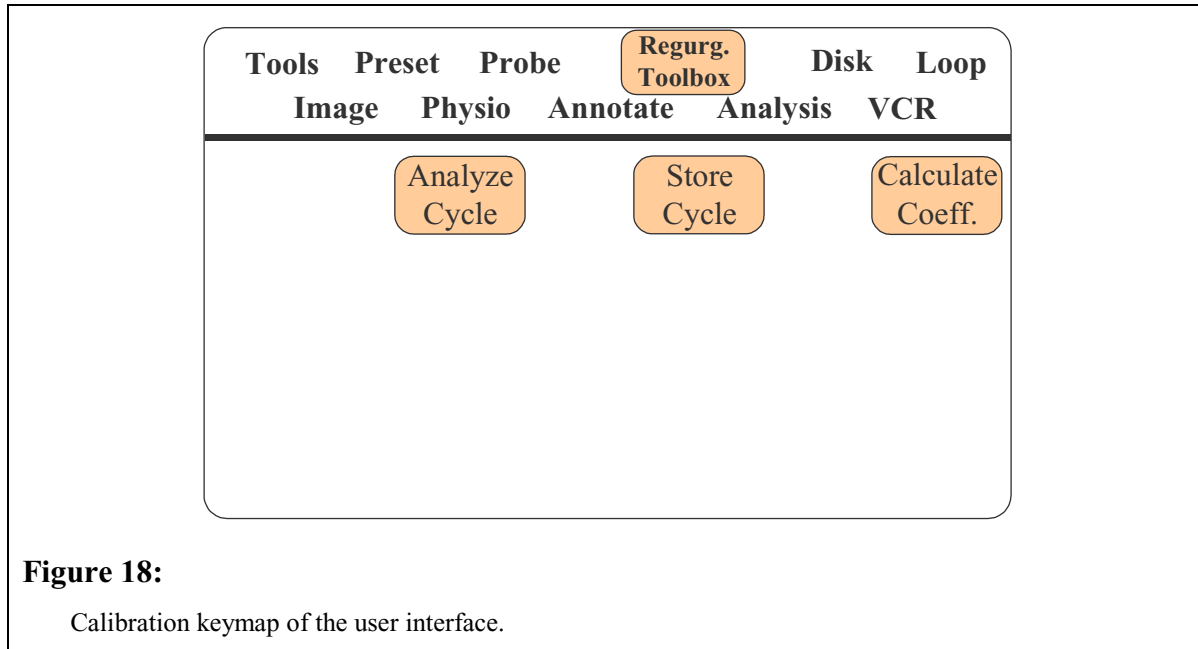 Tools Preset Probe Regurg. Toolbox Disk Loop
Image Physio Annotate Analysis VCR
Analyze Cycle
Store Cycle
Calculate Coeff.
Figure 18:
Calibration keymap of the user interface.